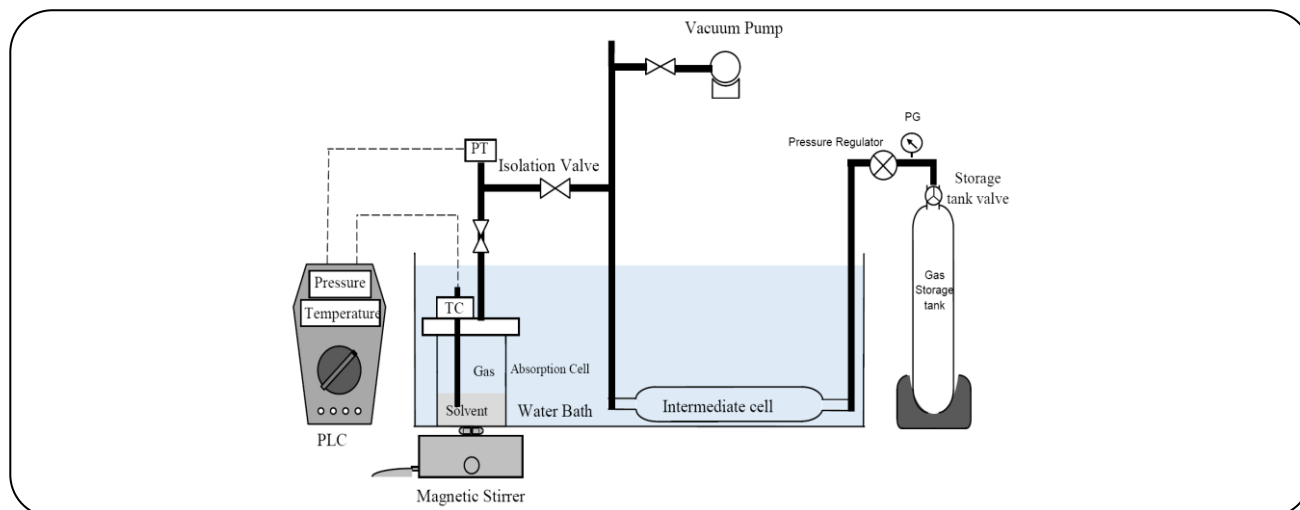 Vacuum Pump
PG
Pressure Regulator
PT
Isolation Valve
Storage
tank valve
Pressure
Temperature
TC
Gas
Storage
tank
Gas
Absorption Cell
Solvent
Water Bath
Intermediate cell
PLC
Magnetic Stirrer